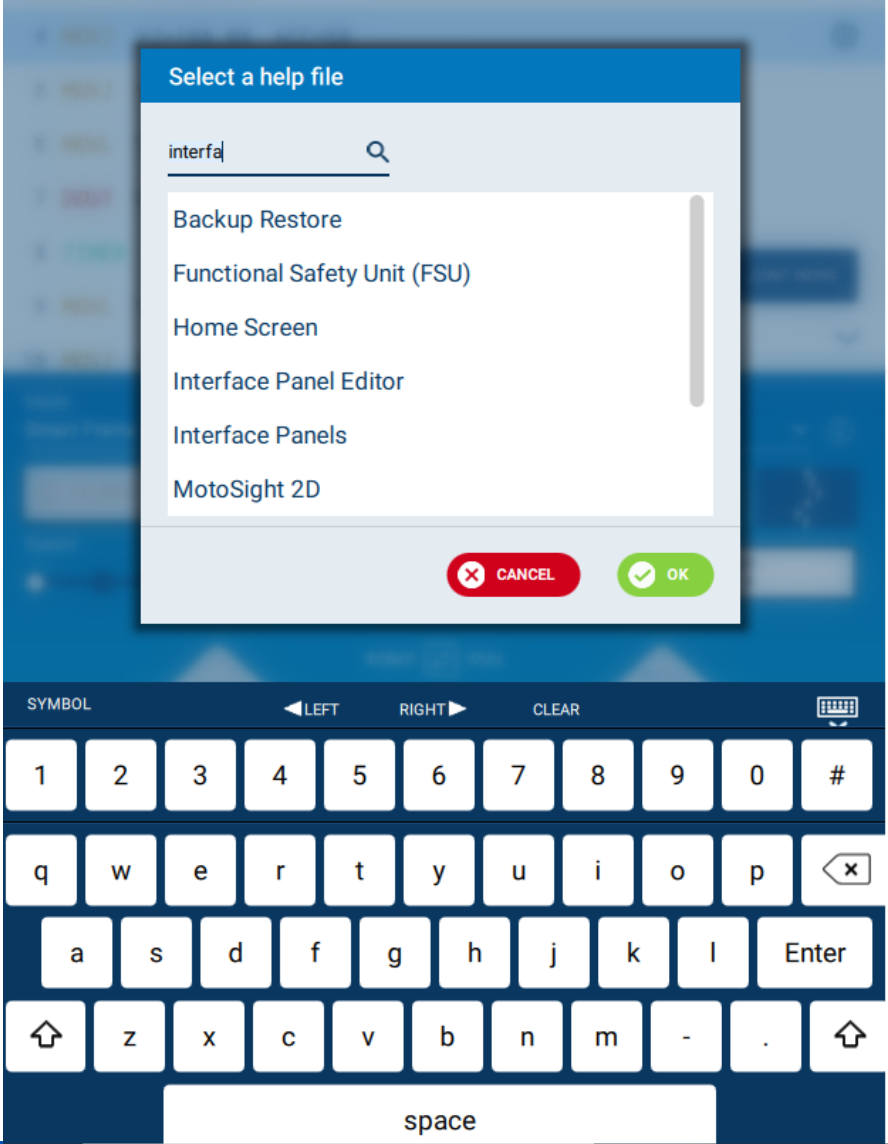 Select a help file
interfa
Backup Restore
Functional Safety Unit (FSU)
Home Screen
Interface Panel Editor
Interface Panels
MotoSight 2D
CANCEL OK
SYMBOL LEFT RIGHT CLEAR
1 2 3 4 5 6 7 8 9 0 #
q w e r t y u i o p
a s d f g h j k l Enter
z x c v b n m - .
space